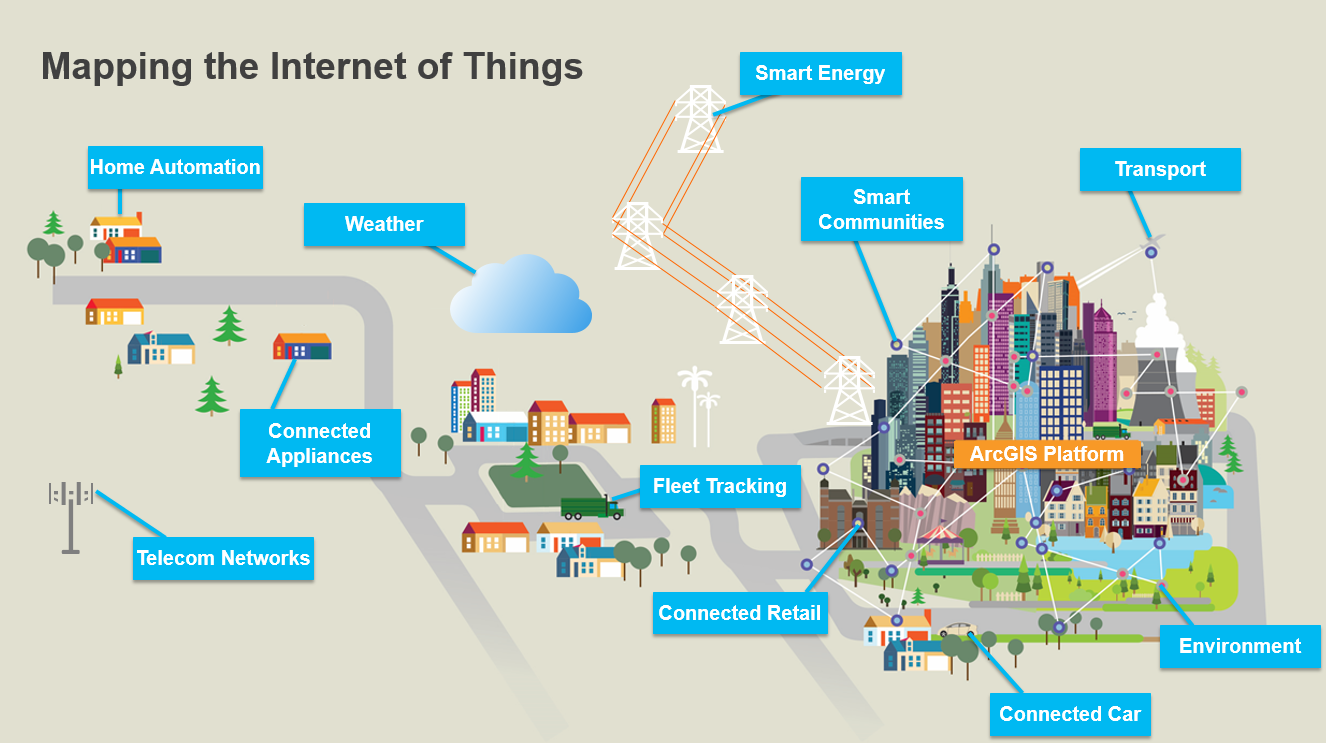 Mapping the Internet of Things
Smart Energy
Home Automation
Transport
Smart
Communities
Weather
Connected
Appliances
ArcGIS Platform
Fleet Tracking
Telecom Networks
Connected Retail
Environment
Connected Car